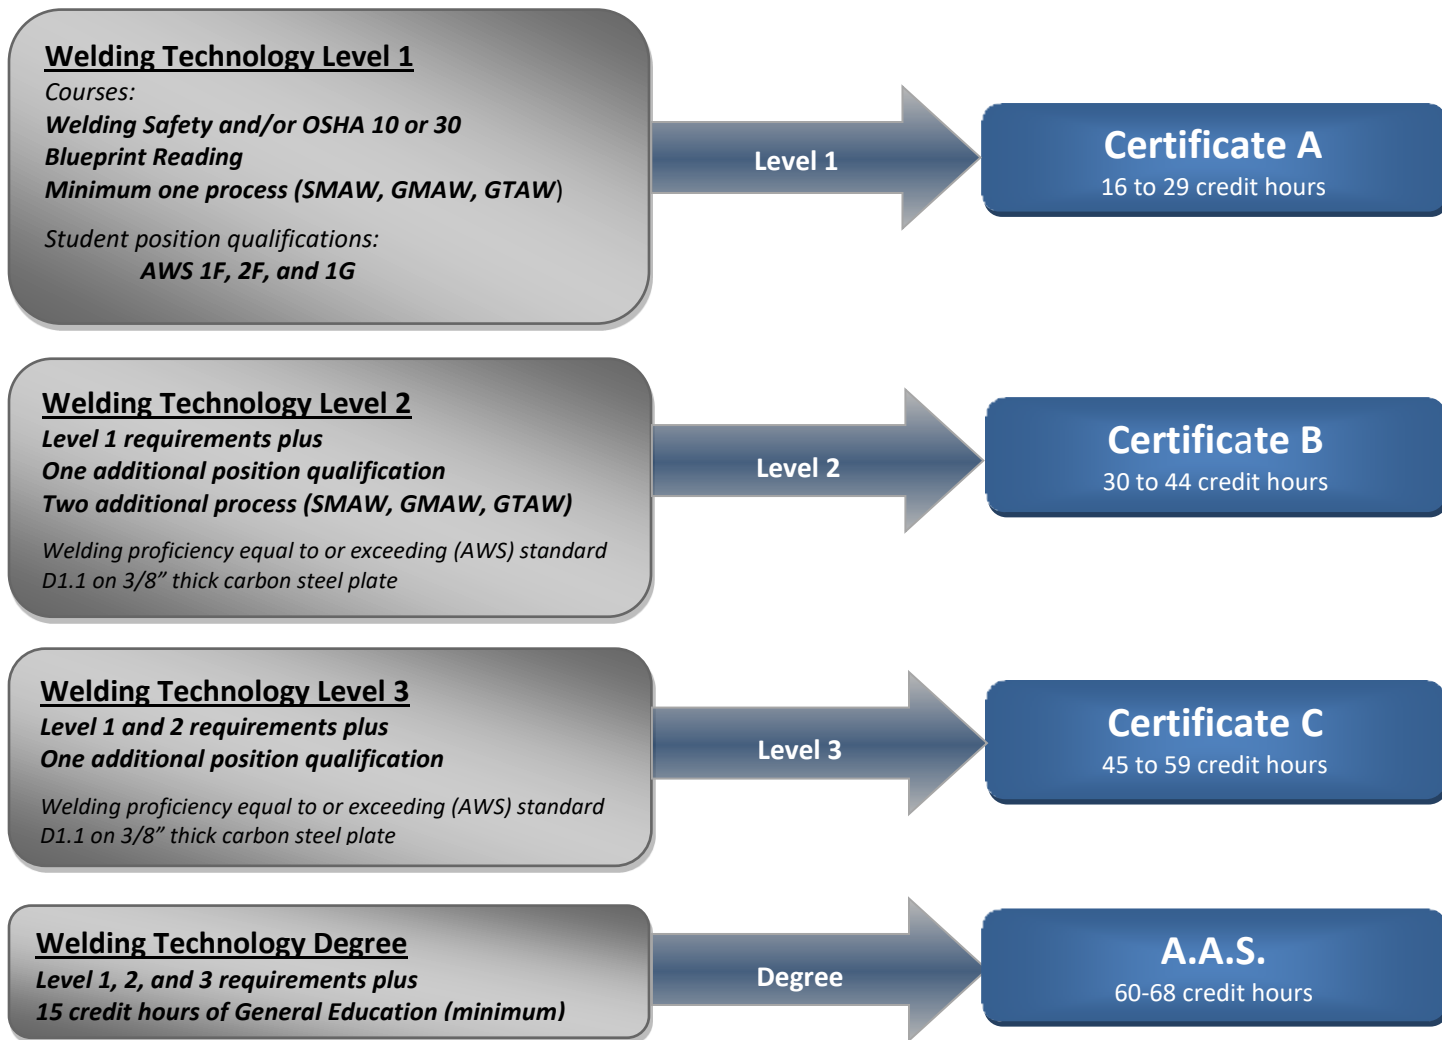 Welding Technology Level 1
Courses:
Welding Safety and/or OSHA 10 or 30
Blueprint Reading
Minimum one process (SMAW, GMAW, GTAW)
Student position qualifications:
AWS 1F, 2F, and 1G
Level 1
Certificate A
16 to 29 credit hours
Welding Technology Level 2
Level 1 requirements plus
One additional position qualification
Two additional process (SMAW, GMAW, GTAW)
Welding proficiency equal to or exceeding (AWS) standard
D1.1 on 3/8” thick carbon steel plate
Level 2
Certificate B
30 to 44 credit hours
Welding Technology Level 3
Level 1 and 2 requirements plus
One additional position qualification
Welding proficiency equal to or exceeding (AWS) standard
D1.1 on 3/8” thick carbon steel plate
Level 3
Certificate C
45 to 59 credit hours
Welding Technology Degree
Level 1, 2, and 3 requirements plus
15 credit hours of General Education (minimum)
Degree
A.A.S.
60-68 credit hours